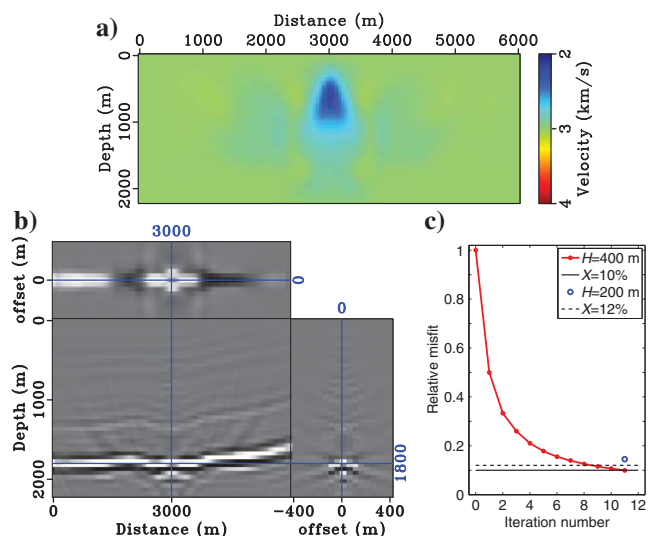 a)
Distance (m)
0 1000 2000 3000 4000 5000 6000
Depth (m)
0
1000
2000
Velocity (km/s)
2
3
4
b)
3000
offset (m)
0
0
0
Depth (m)
0
1000
2000
1800
3000
Distance (m)
-400 0 400
offset (m)
c)
Relative misfit
1
0.8
0.6
0.4
0.2
0
0 2 4 6 8 10 12
Iteration number
H=400 m
X=10%
H=200 m
X=12%